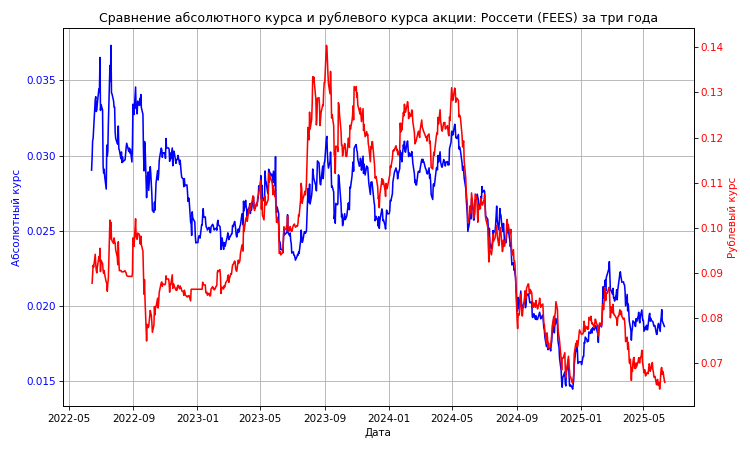 Сравнение абсолютного курса и рублевого курса акции: Россети (FEES) за три года
Абсолютный курс
0.035
0.030
0.025
0.020
0.015
0.14
0.13
0.12
0.11
0.10
0.09
0.08
0.07
Рублевый курс
2022-05 2022-09 2023-01 2023-05 2023-09 2024-01 2024-05 2024-09 2025-01 2025-05
Дата